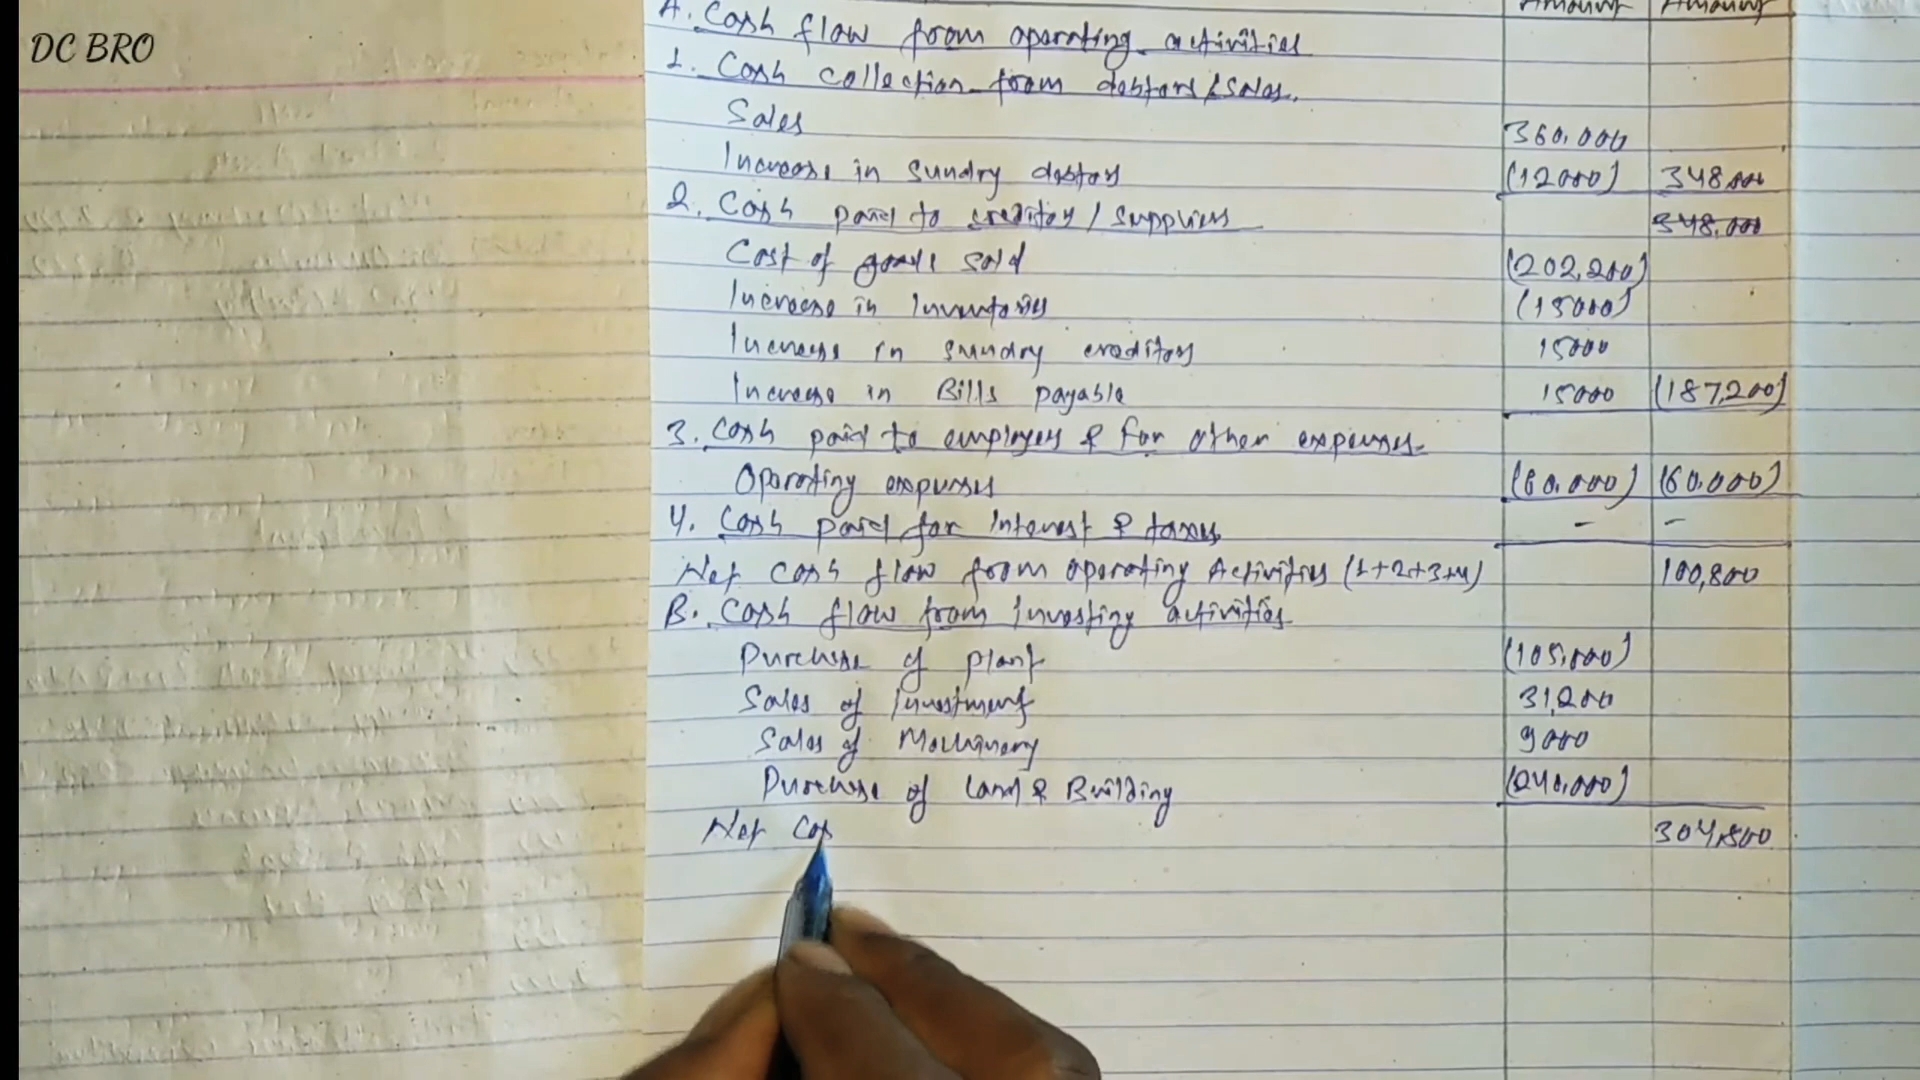 DC BRO
Amount Amount
A. Cash flow from operating activities
1. Cash collection from debtors/Sales.
Sales 360,000
Increase in sundry debtors (12000) 348000
348,000
2. Cash paid to creditors / suppliers
Cost of goods sold (202,200)
Increase in Inventories (15000)
Increase in sundry creditors 15000
Increase in Bills payable 15000 (187,200)
3. Cash paid to employees & for other expenses.
Operating expenses (60,000) (60,000)
4. Cash paid for interest & taxes - -
Net cash flow from operating Activities (1+2+3+4) 100,800
B. Cash flow from Investing activities
Purchase of plant (105,000)
Sales of Investment 31,200
Sales of Machinery 9000
Purchase of Land & Building (240,000)
Net Cas 304,800